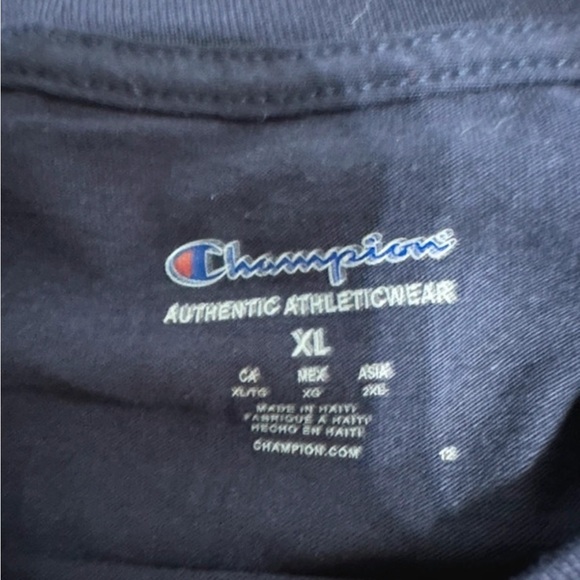 Champion
AUTHENTIC ATHLETICWEAR
XL
CA MEX ASIA
XL/TG XG 2XL
MADE IN HAITI
FABRIQUÉ À HAITI
HECHO EN HAITI
CHAMPION.COM